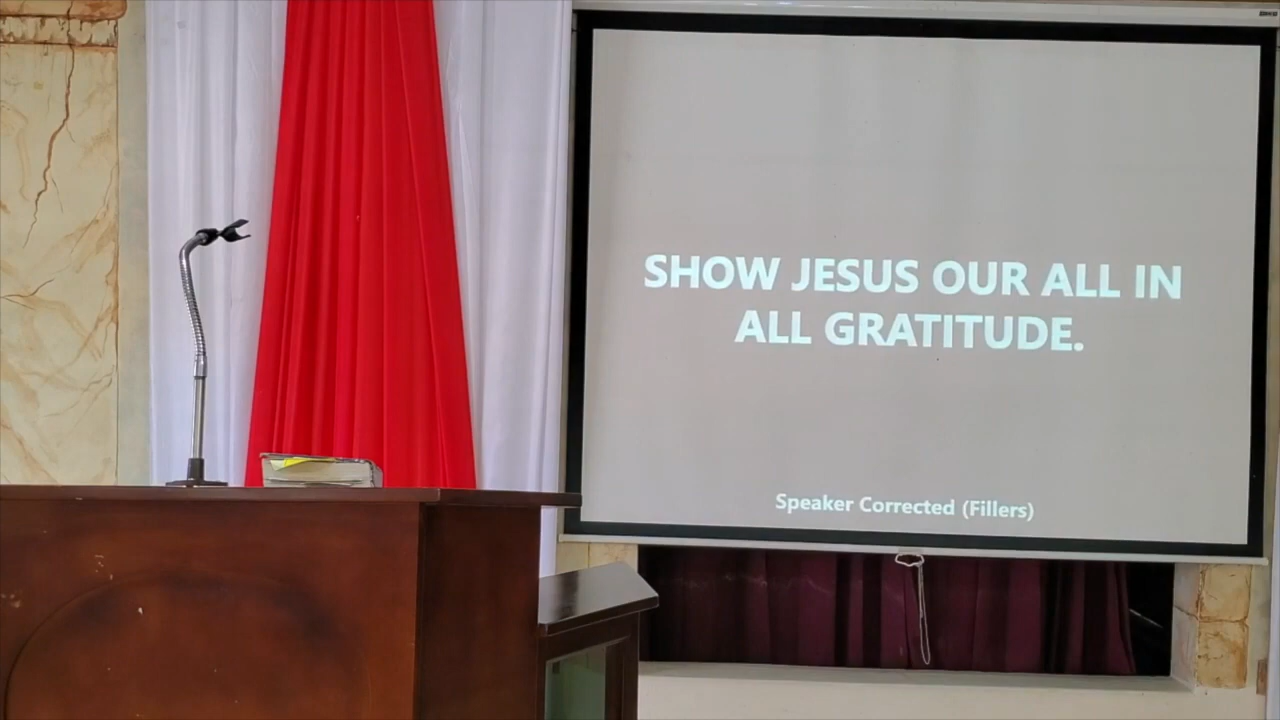 SHOW JESUS OUR ALL IN
ALL GRATITUDE.
Speaker Corrected (Fillers)